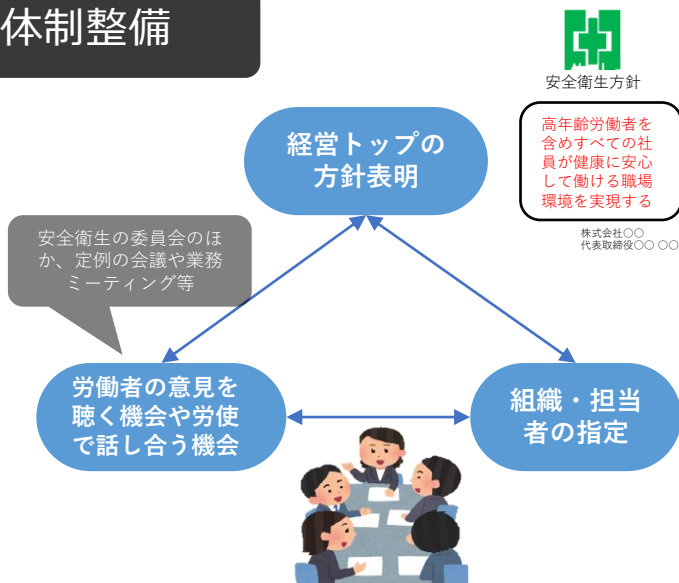 体制整備
安全衛生方針
高年齢労働者を
含めすべての社
員が健康に安心
して働ける職場
環境を実現する
株式会社〇〇
代表取締役〇〇 〇〇
経営トップの
方針表明
安全衛生の委員会のほ
か、定例の会議や業務
ミーティング等
労働者の意見を
聴く機会や労使
で話し合う機会
組織・担当
者の指定